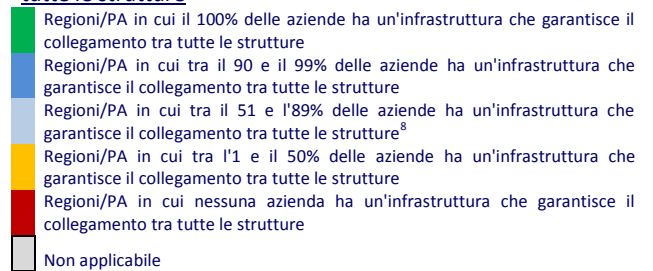 tutte le strutture
Regioni/PA in cui il 100% delle aziende ha un'infrastruttura che garantisce il
collegamento tra tutte le strutture
Regioni/PA in cui tra il 90 e il 99% delle aziende ha un'infrastruttura che
garantisce il collegamento tra tutte le strutture
Regioni/PA in cui tra il 51 e l'89% delle aziende ha un'infrastruttura che
garantisce il collegamento tra tutte le strutture8
Regioni/PA in cui tra l'1 e il 50% delle aziende ha un'infrastruttura che
garantisce il collegamento tra tutte le strutture
Regioni/PA in cui nessuna azienda ha un'infrastruttura che garantisce il
collegamento tra tutte le strutture
Non applicabile